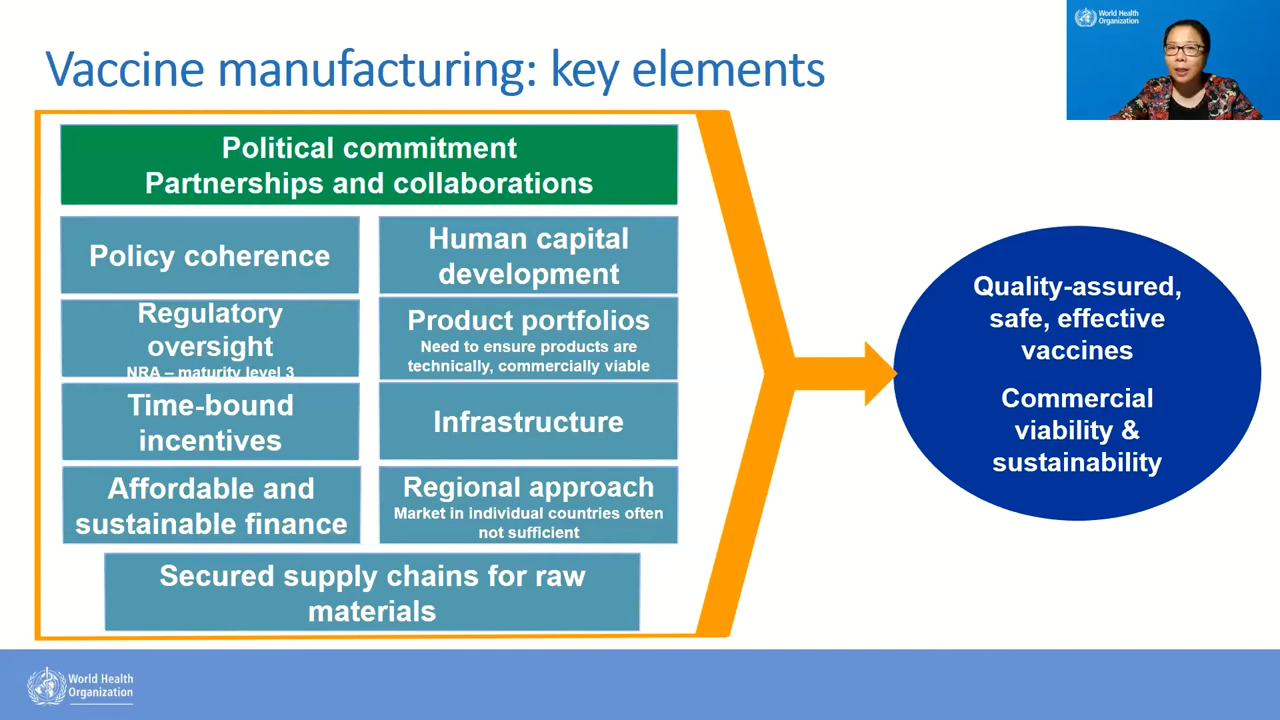 World Health
Organization
Vaccine manufacturing: key elements
Political commitment
Partnerships and collaborations
Policy coherence
Human capital
development
Regulatory
oversight
NRA – maturity level 3
Product portfolios
Need to ensure products are
technically, commercially viable
Time-bound
incentives
Infrastructure
Affordable and
sustainable finance
Regional approach
Market in individual countries often
not sufficient
Secured supply chains for raw
materials
Quality-assured,
safe, effective
vaccines
Commercial
viability &
sustainability
World Health
Organization